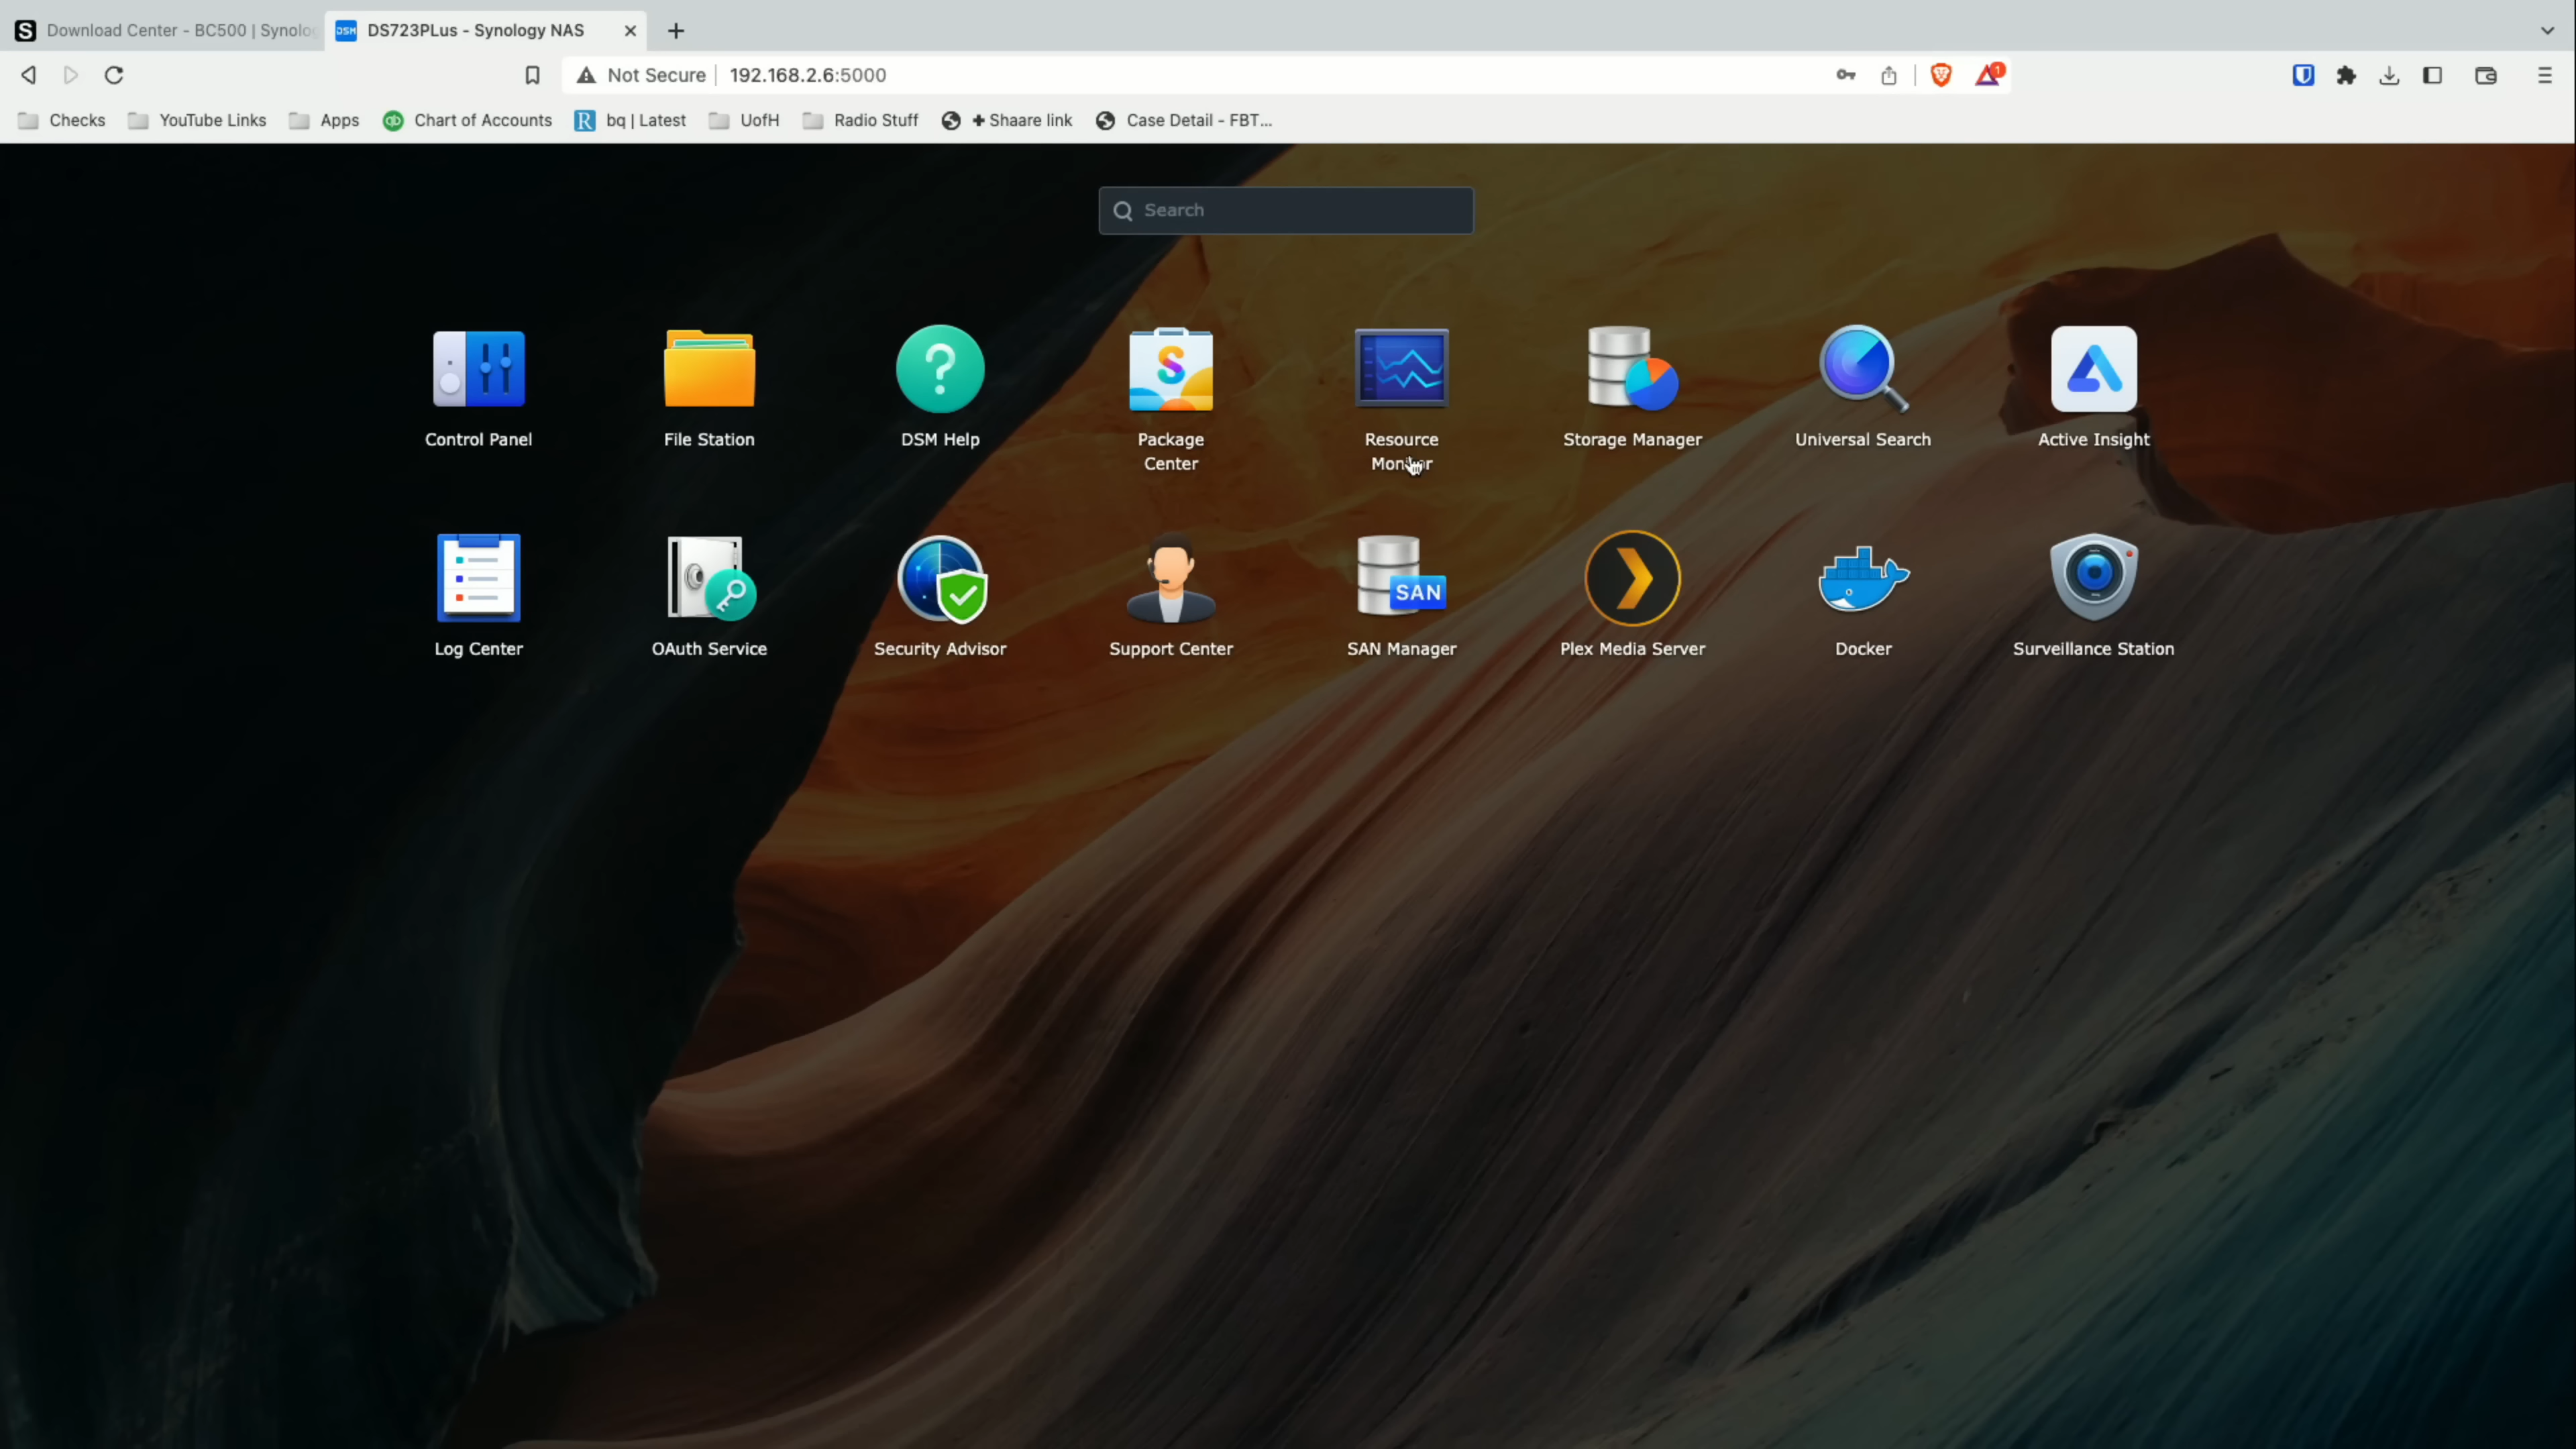 Download Center - BC500 | Synolo
DS723PLus - Synology NAS
Not Secure
192.168.2.6:5000
1
Checks
YouTube Links
Apps
Chart of Accounts
bq | Latest
UofH
Radio Stuff
+ Shaare link
Case Detail - FBT...
Search
Control Panel
File Station
DSM Help
Package
Center
Resource
Monitor
Storage Manager
Universal Search
Active Insight
Log Center
OAuth Service
Security Advisor
Support Center
SAN
SAN Manager
Plex Media Server
Docker
Surveillance Station